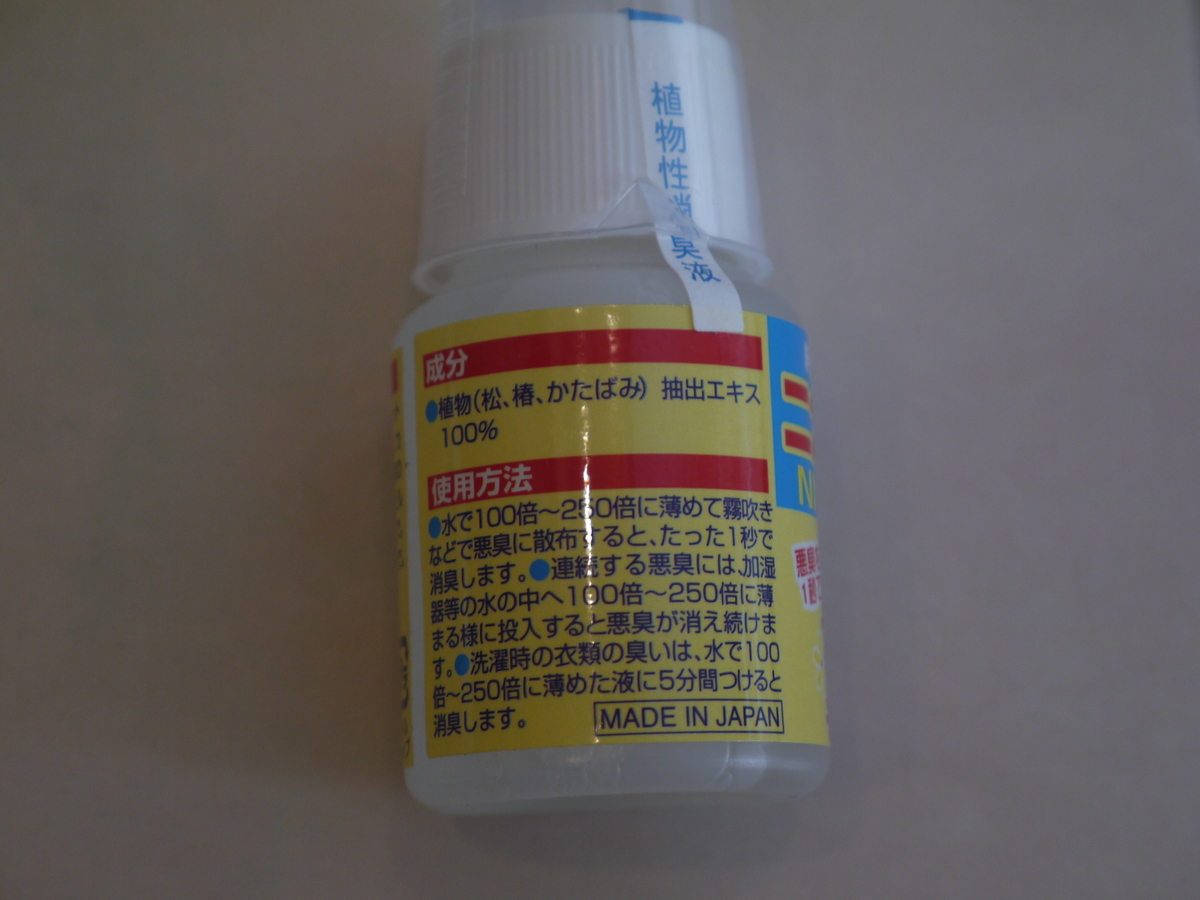 植物性消臭液
成分
●植物(松、椿、かたばみ) 抽出エキス
100%
使用方法
●水で100倍～250倍に薄めて霧吹き
などで悪臭に散布すると、たった1秒で
消臭します。●連続する悪臭には、加湿
器等の水の中へ100倍～250倍に薄
まる様に投入すると悪臭が消え続けま
す。●洗濯時の衣類の臭いは、水で100
倍～250倍に薄めた液に5分間つけると
消臭します。
MADE IN JAPAN
悪臭
1秒